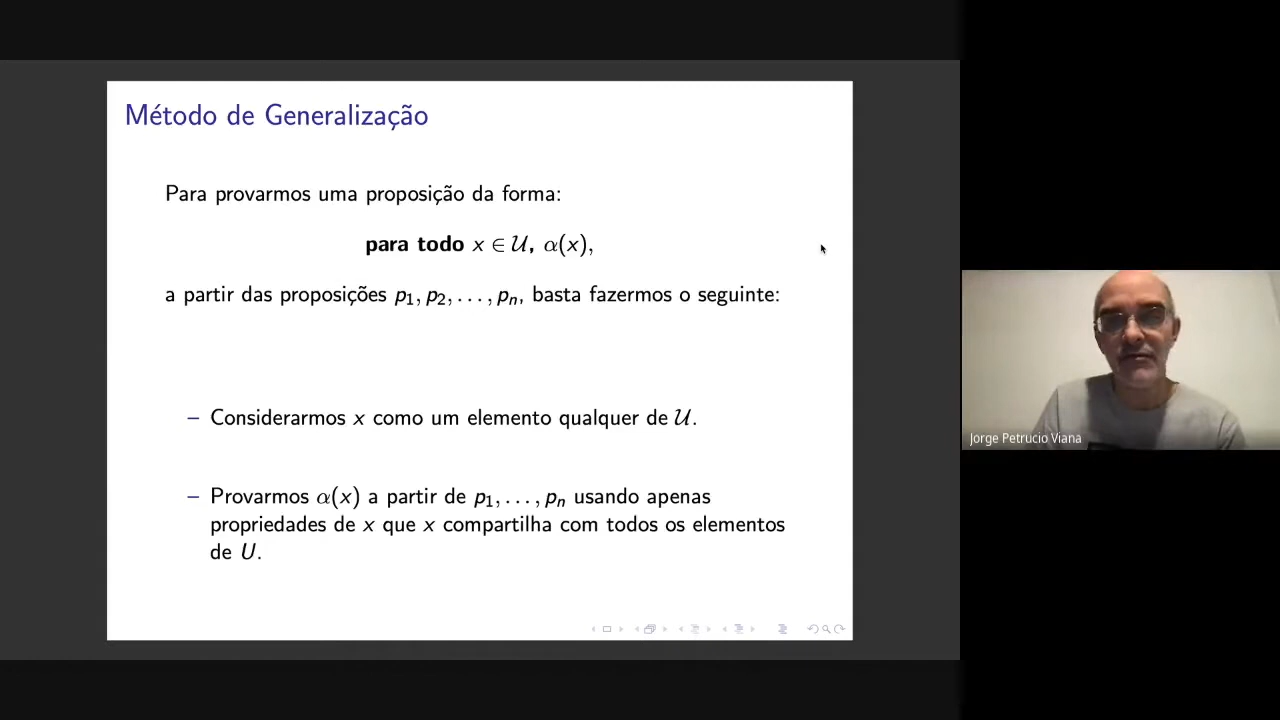 Método de Generalização
Para provarmos uma proposição da forma:
para todo x ∈ 𝒰, α(x),
a partir das proposições p₁, p₂, . . . , pₙ, basta fazermos o seguinte:
– Considerarmos x como um elemento qualquer de 𝒰.
– Provarmos α(x) a partir de p₁, . . . , pₙ usando apenas
propriedades de x que x compartilha com todos os elementos
de U.
Jorge Petrucio Viana